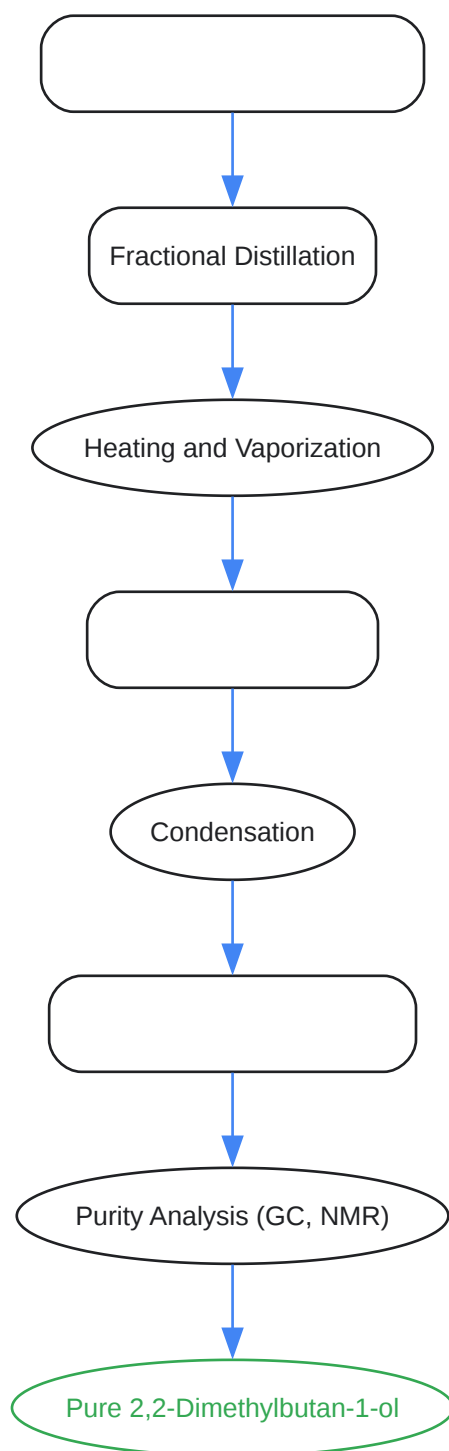 Fractional Distillation
Heating and Vaporization
Condensation
Purity Analysis (GC, NMR)
Pure 2,2-Dimethylbutan-1-ol